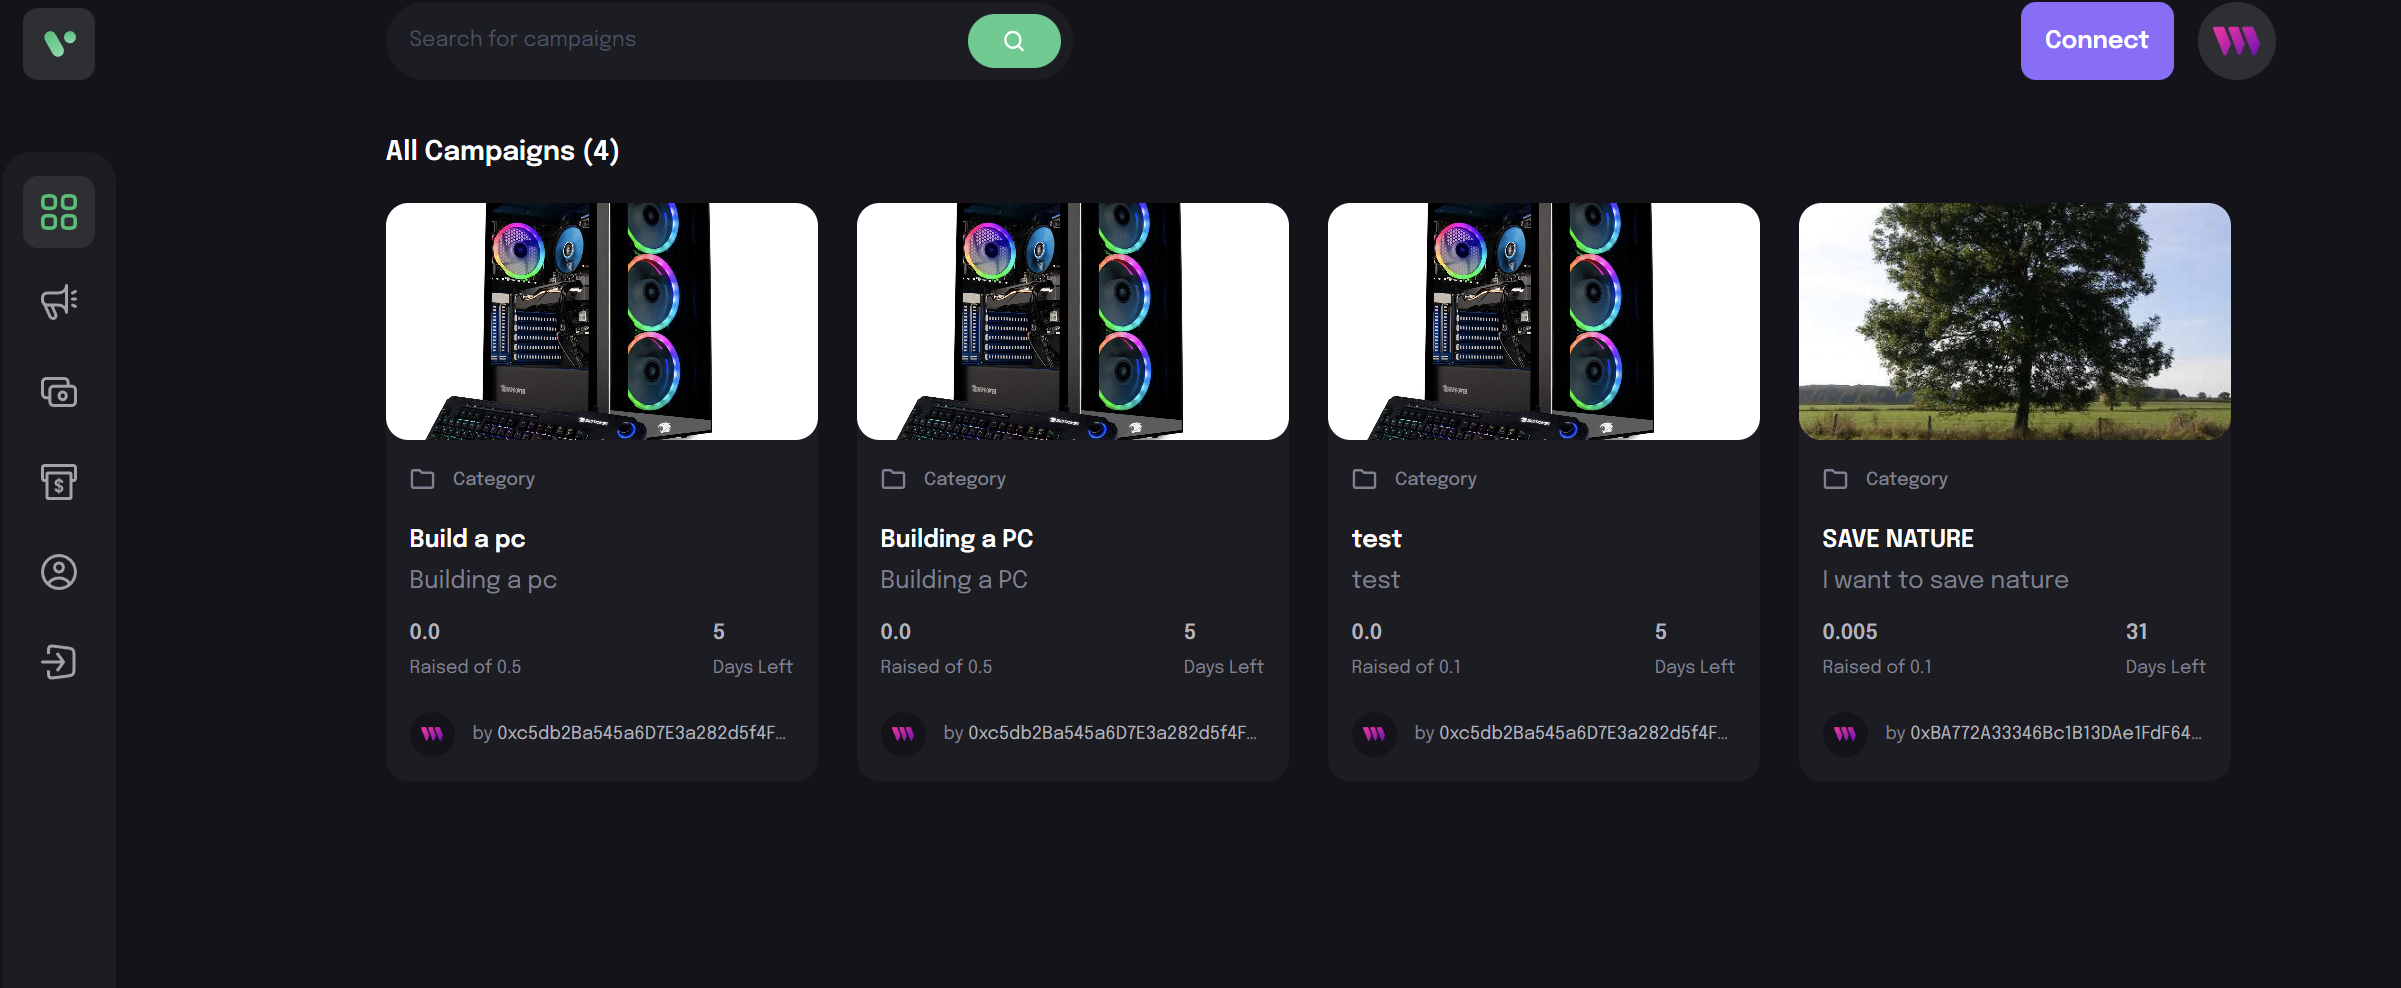 Search for campaigns
Connect
All Campaigns (4)
Category
Build a pc
Building a pc
0.0
5
Raised of 0.5
Days Left
by 0xc5db2Ba545a6D7E3a282d5f4F...
Category
Building a PC
Building a PC
0.0
5
Raised of 0.5
Days Left
by 0xc5db2Ba545a6D7E3a282d5f4F...
Category
test
test
0.0
5
Raised of 0.1
Days Left
by 0xc5db2Ba545a6D7E3a282d5f4F...
Category
SAVE NATURE
I want to save nature
0.005
31
Raised of 0.1
Days Left
by 0xBA772A33346Bc1B13DAe1FdF64...